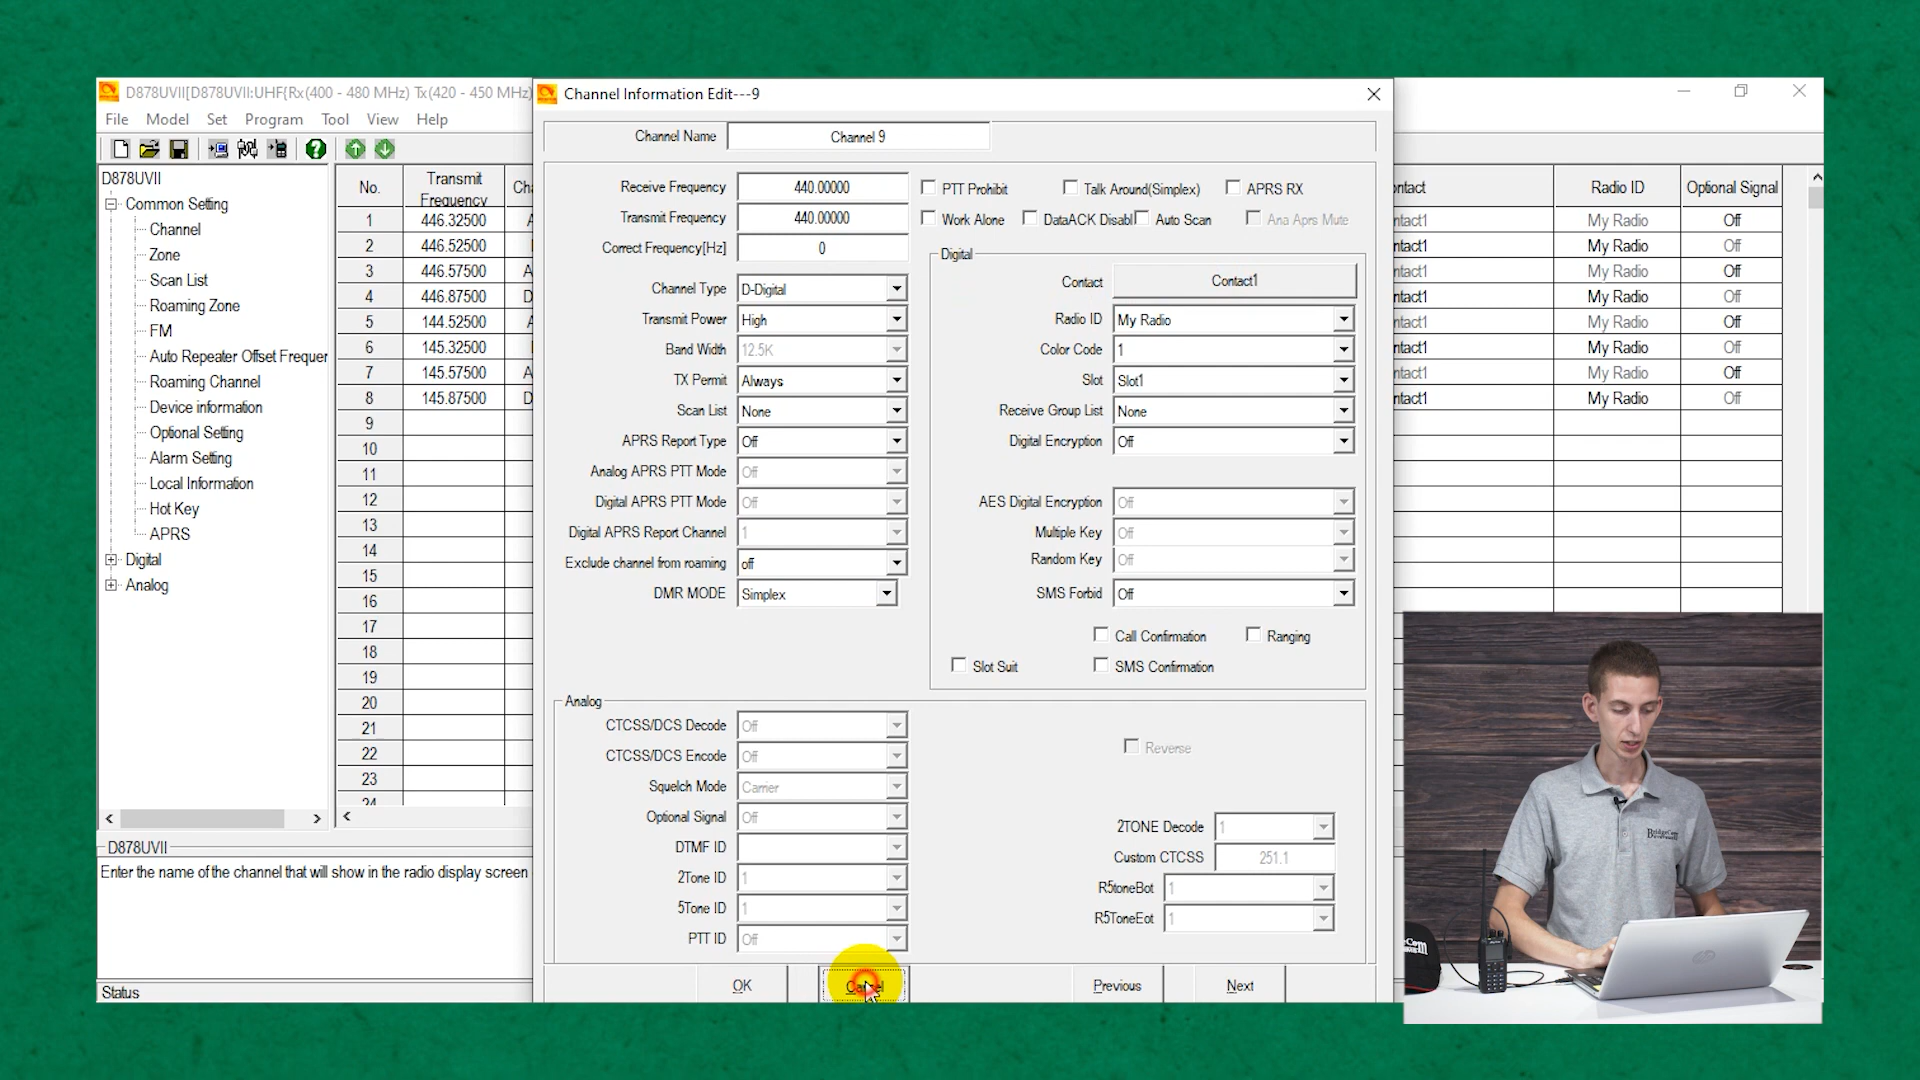 D878UVII[D878UVII:UHF{Rx(400 - 480 MHz) Tx(420 - 450 MHz)
Channel Information Edit---9
File Model Set Program Tool View Help
Channel Name Channel 9
D878UVII
Common Setting
Channel
Zone
Scan List
Roaming Zone
FM
Auto Repeater Offset Frequer
Roaming Channel
Device information
Optional Setting
Alarm Setting
Local Information
Hot Key
APRS
Digital
Analog
No. Transmit Frequency Cha
1 446.32500 A
2 446.52500
3 446.57500 A
4 446.87500 D
5 144.52500 A
6 145.32500
7 145.57500 A
8 145.87500 D
9
10
11
12
13
14
15
16
17
18
19
20
21
22
23
24
Receive Frequency 440.00000
Transmit Frequency 440.00000
Correct Frequency[Hz] 0
Channel Type D-Digital
Transmit Power High
Band Width 12.5K
TX Permit Always
Scan List None
APRS Report Type Off
Analog APRS PTT Mode Off
Digital APRS PTT Mode Off
Digital APRS Report Channel 1
Exclude channel from roaming off
DMR MODE Simplex
PTT Prohibit Talk Around(Simplex) APRS RX
Work Alone DataACK Disabl Auto Scan Ana Aprs Mute
Digital
Contact Contact1
Radio ID My Radio
Color Code 1
Slot Slot1
Receive Group List None
Digital Encryption Off
AES Digital Encryption Off
Multiple Key Off
Random Key Off
SMS Forbid Off
Call Confirmation Ranging
Slot Suit SMS Confirmation
Analog
CTCSS/DCS Decode Off
CTCSS/DCS Encode Off
Squelch Mode Carrier
Optional Signal Off
DTMF ID
2Tone ID 1
5Tone ID 1
PTT ID Off
Reverse
2TONE Decode 1
Custom CTCSS 251.1
R5toneBot 1
R5ToneEot 1
OK Cancel Previous Next
ontact Radio ID Optional Signal
ntact1 My Radio Off
ntact1 My Radio Off
ntact1 My Radio Off
ntact1 My Radio Off
ntact1 My Radio Off
ntact1 My Radio Off
ntact1 My Radio Off
ntact1 My Radio Off
D878UVII
Enter the name of the channel that will show in the radio display screen
Status
BridgeCom